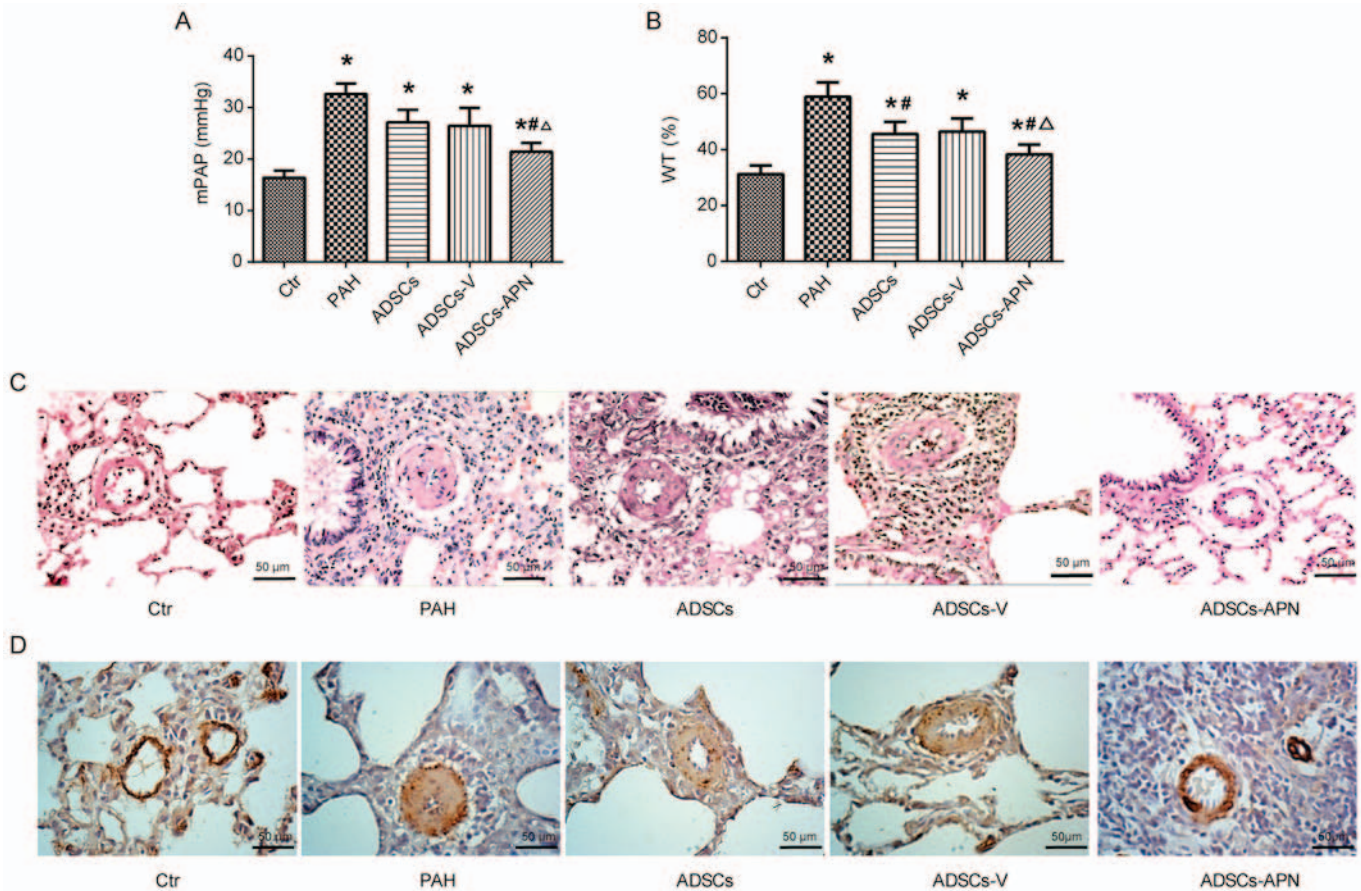 A
B
mPAP (mmHg)
40
30
20
10
0
*
*
*
*#△
Ctr
PAH
ADSCs
ADSCs-V
ADSCs-APN
WT (%)
80
60
40
20
0
*
*#
*
*#△
Ctr
PAH
ADSCs
ADSCs-V
ADSCs-APN
C
50 μm
50 μm
50 μm
50 μm
50 μm
Ctr
PAH
ADSCs
ADSCs-V
ADSCs-APN
D
50 μm
50 μm
50 μm
50μm
50μm
Ctr
PAH
ADSCs
ADSCs-V
ADSCs-APN